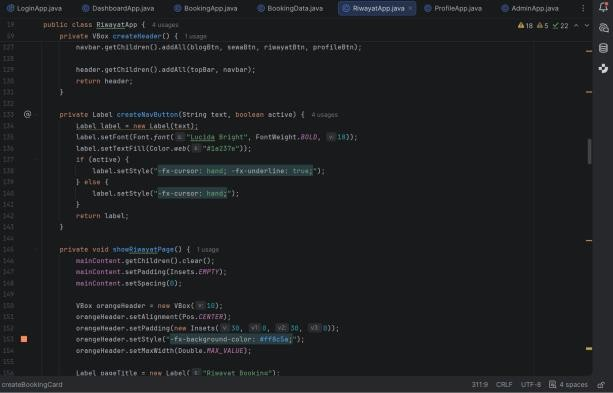 LoginApp.java DashboardApp.java BookingApp.java BookingData.java RiwayatApp.java × ProfileApp.java AdminApp.java
18 public class RiwayatApp { 4 usages 18 5 22
59 private VBox createHeader() { 1 usage
127 navbar.getChildren().addAll(blogBtn, sewaBtn, riwayatBtn, profileBtn);
128
129 header.getChildren().addAll(topBar, navbar);
130 return header;
131 }
132
133 @ private Label createNavButton(String text, boolean active) { 4 usages
134 Label label = new Label(text);
135 label.setFont(Font.font( s: "Lucida Bright", FontWeight.BOLD, v: 18));
136 label.setTextFill(Color.web( s: "#1a237e"));
137 if (active) {
138 label.setStyle("-fx-cursor: hand; -fx-underline: true;");
139 } else {
140 label.setStyle("-fx-cursor: hand;");
141 }
142 return label;
143 }
144
145 private void showRiwayatPage() { 1 usage
146 mainContent.getChildren().clear();
147 mainContent.setPadding(Insets.EMPTY);
148 mainContent.setSpacing(0);
149
150 VBox orangeHeader = new VBox( v: 10);
151 orangeHeader.setAlignment(Pos.CENTER);
152 orangeHeader.setPadding(new Insets( v: 30, v1: 0, v2: 30, v3: 0));
153 orangeHeader.setStyle("-fx-background-color: #ff8c5a;");
154 orangeHeader.setMaxWidth(Double.MAX_VALUE);
155
156 Label pageTitle = new Label( s: "Riwayat Booking");
createBookingCard 311:9 CRLF UTF-8 4 spaces